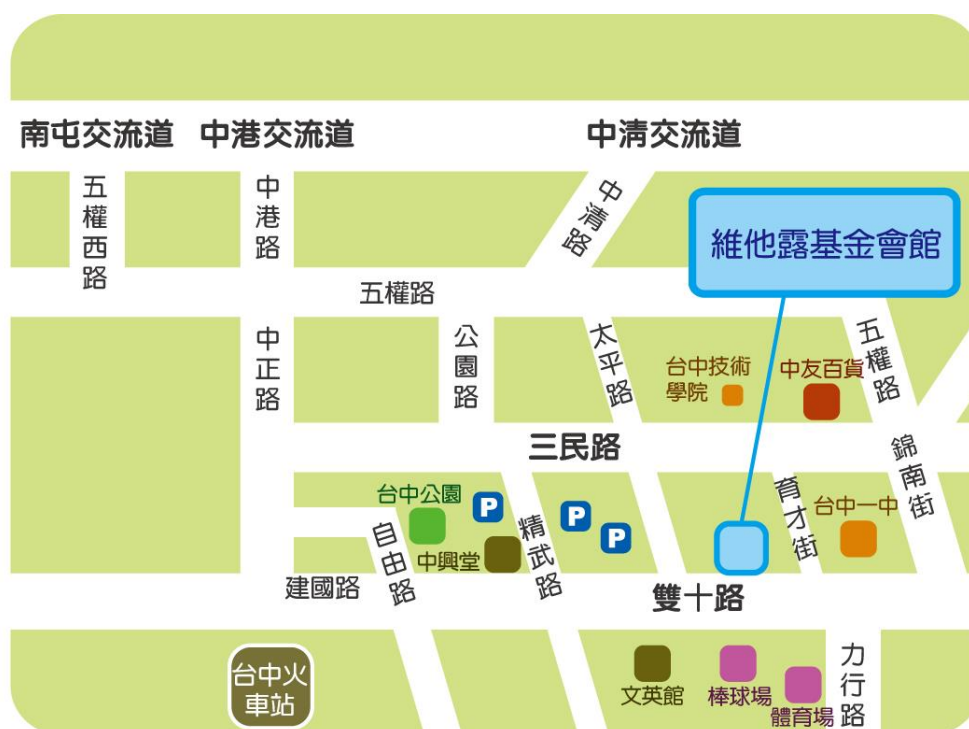 南屯交流道
中港交流道
中清交流道
五權西路
中港路
中清路
維他露基金會館
五權路
中正路
公園路
太平路
台中技術
學院
中友百貨
五權路
三民路
錦南街
台中公園
P
P
P
育才街
台中一中
自由路
中興堂
精武路
建國路
雙十路
台中火
車站
文英館
棒球場
體育場
力行路